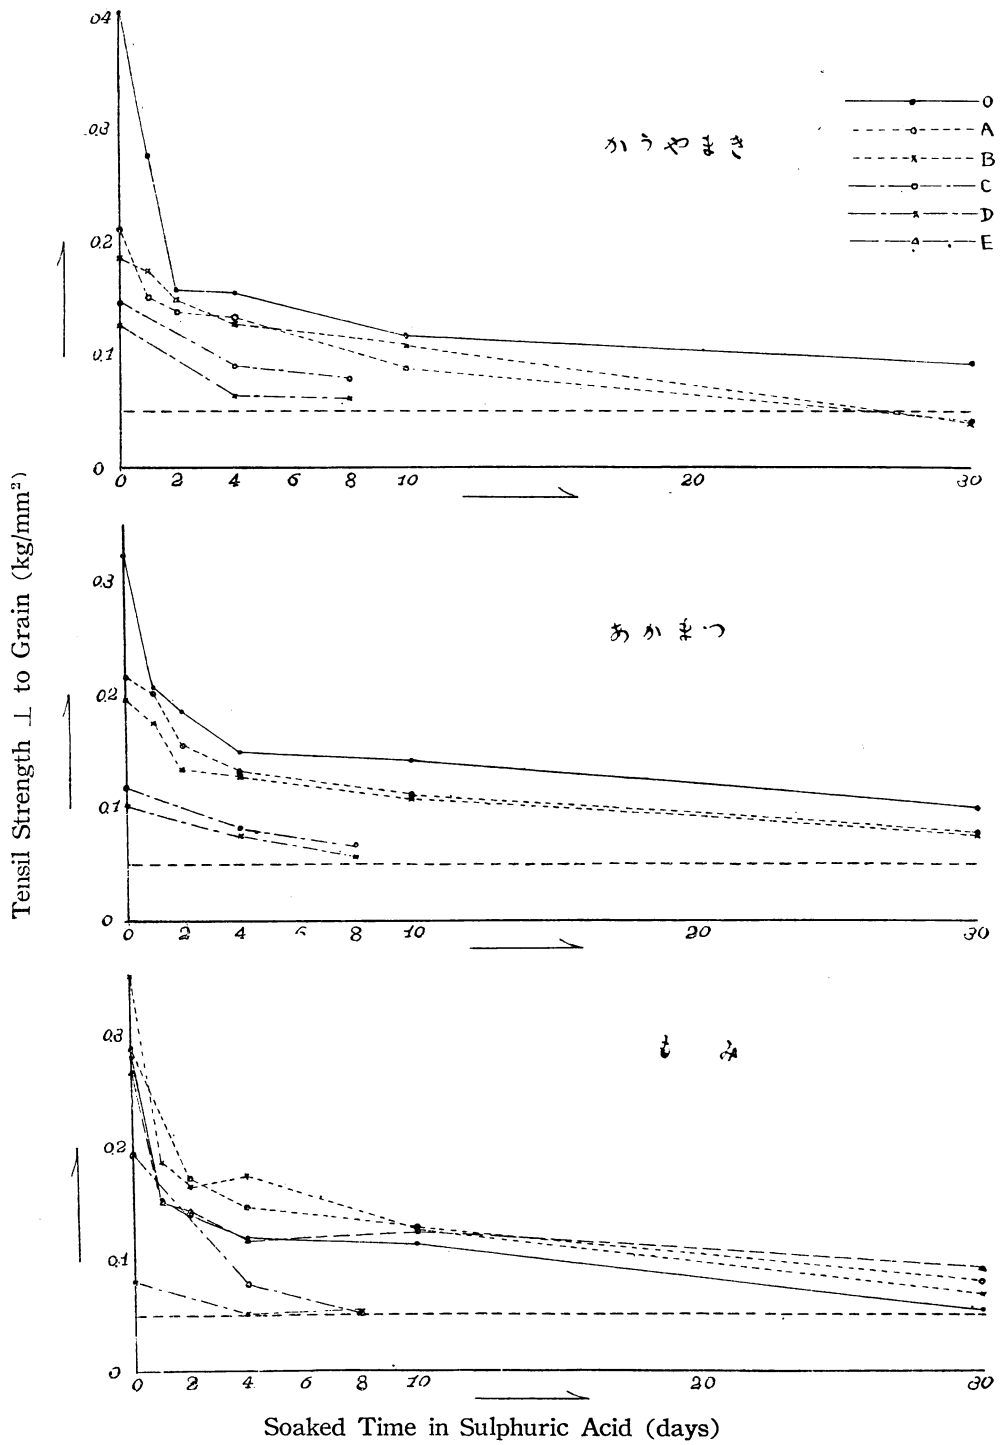 Tensil Strength ⊥ to Grain (kg/mm²)
0.4
0.3
0.2
0.1
0
かうやまき
O
A
B
C
D
E
0 2 4 6 8 10 20 30
0.3
0.2
0.1
0
あかまつ
0 2 4 6 8 10 20 30
0.3
0.2
0.1
0
もみ
0 2 4 6 8 10 20 30
Soaked Time in Sulphuric Acid (days)